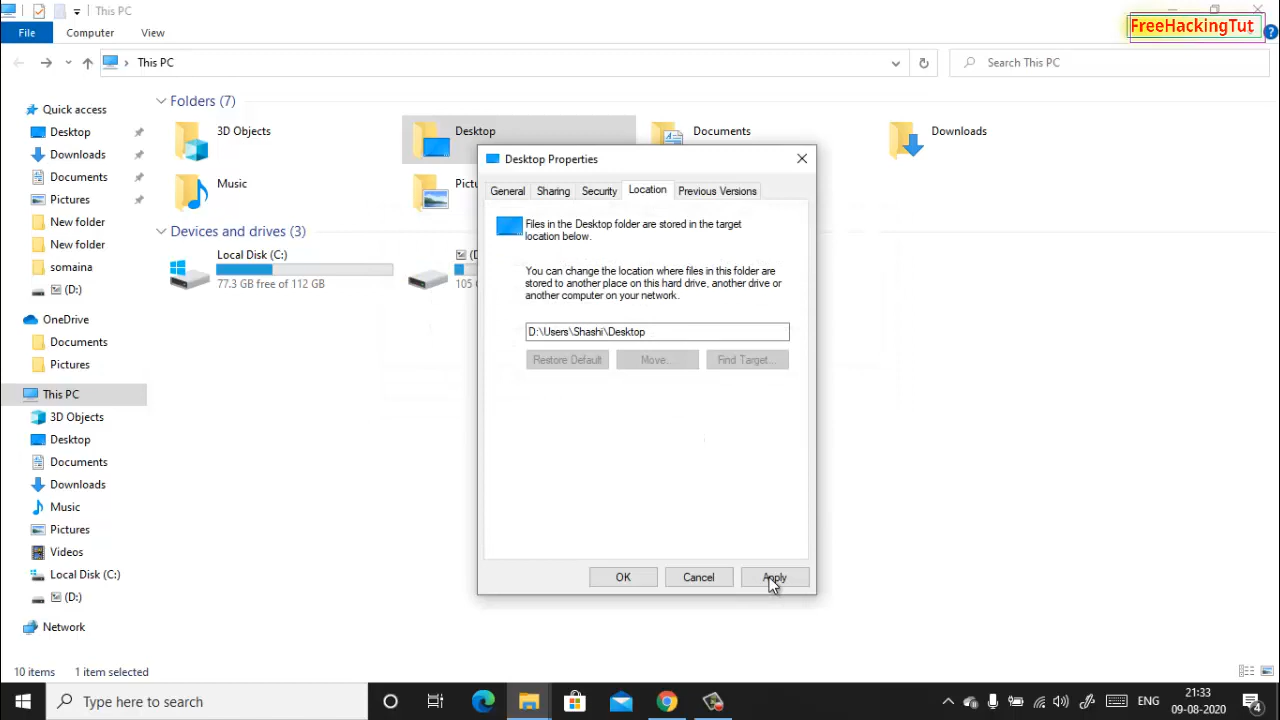 This PC
FreeHackingTut
File
Computer
View
This PC
Search This PC
Quick access
Desktop
Downloads
Documents
Pictures
New folder
New folder
somaina
(D:)
OneDrive
Documents
Pictures
This PC
3D Objects
Desktop
Documents
Downloads
Music
Pictures
Videos
Local Disk (C:)
(D:)
Network
Folders (7)
3D Objects
Desktop
Documents
Downloads
Music
Devices and drives (3)
Local Disk (C:)
77.3 GB free of 112 GB
Desktop Properties
General
Sharing
Security
Location
Previous Versions
Files in the Desktop folder are stored in the target
location below.
You can change the location where files in this folder are
stored to another place on this hard drive, another drive or
another computer on your network.
D:\Users\Shashi\Desktop
Restore Default
Move...
Find Target...
OK
Cancel
Apply
10 items
1 item selected
Type here to search
ENG
21:33
09-08-2020
4